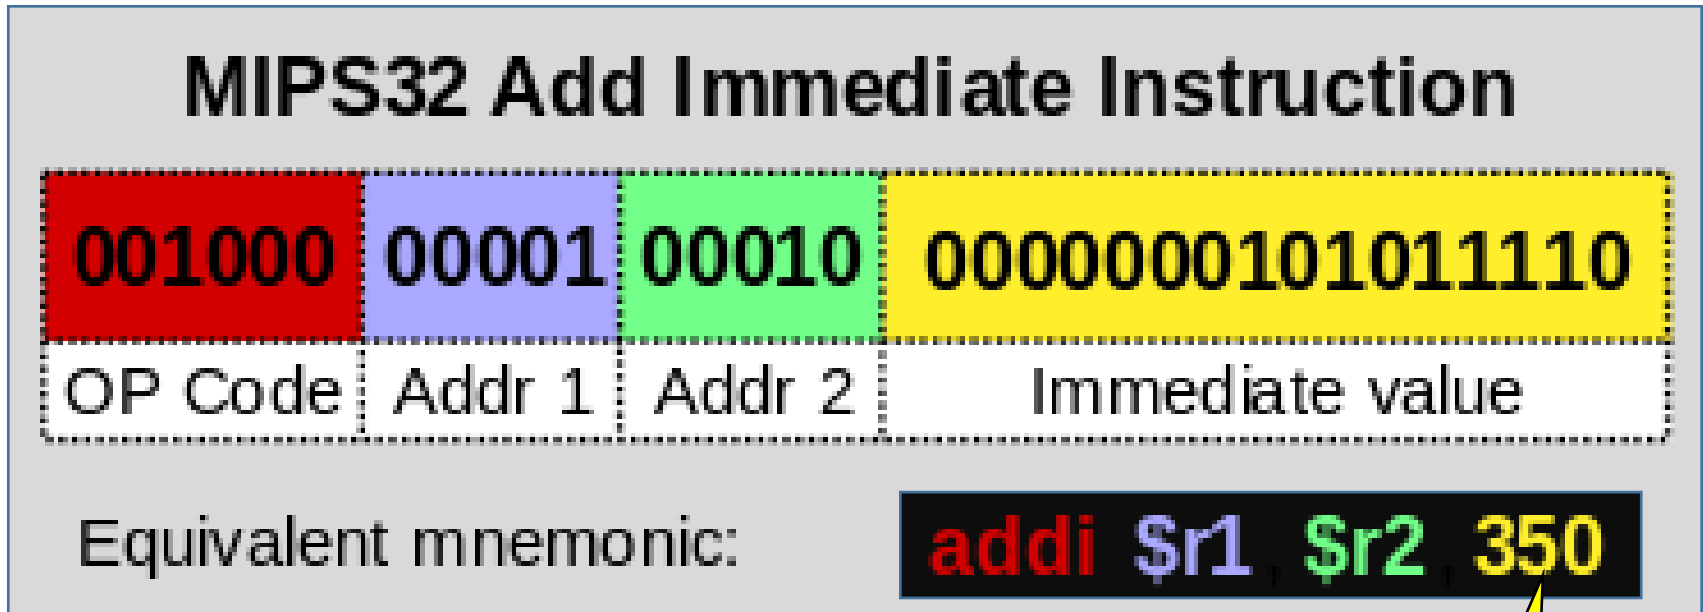 MIPS32 Add Immediate Instruction
001000 00001 00010 0000000101011110
OP Code Addr 1 Addr 2 Immediate value
Equivalent mnemonic: addi $r1 , $r2 , 350